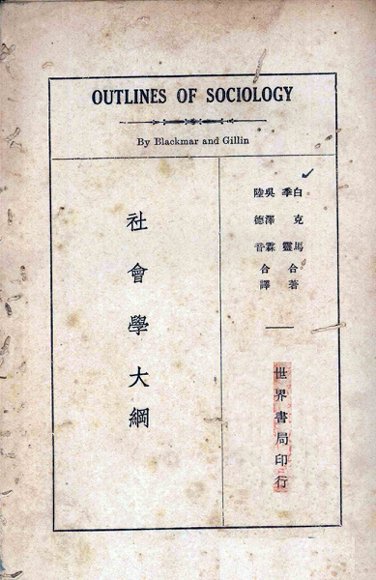 OUTLINES OF SOCIOLOGY
By Blackmar and Gillin
白克馬
季靈
合著
吳澤霖
陸德音
合譯
世界書局印行
社會學大綱